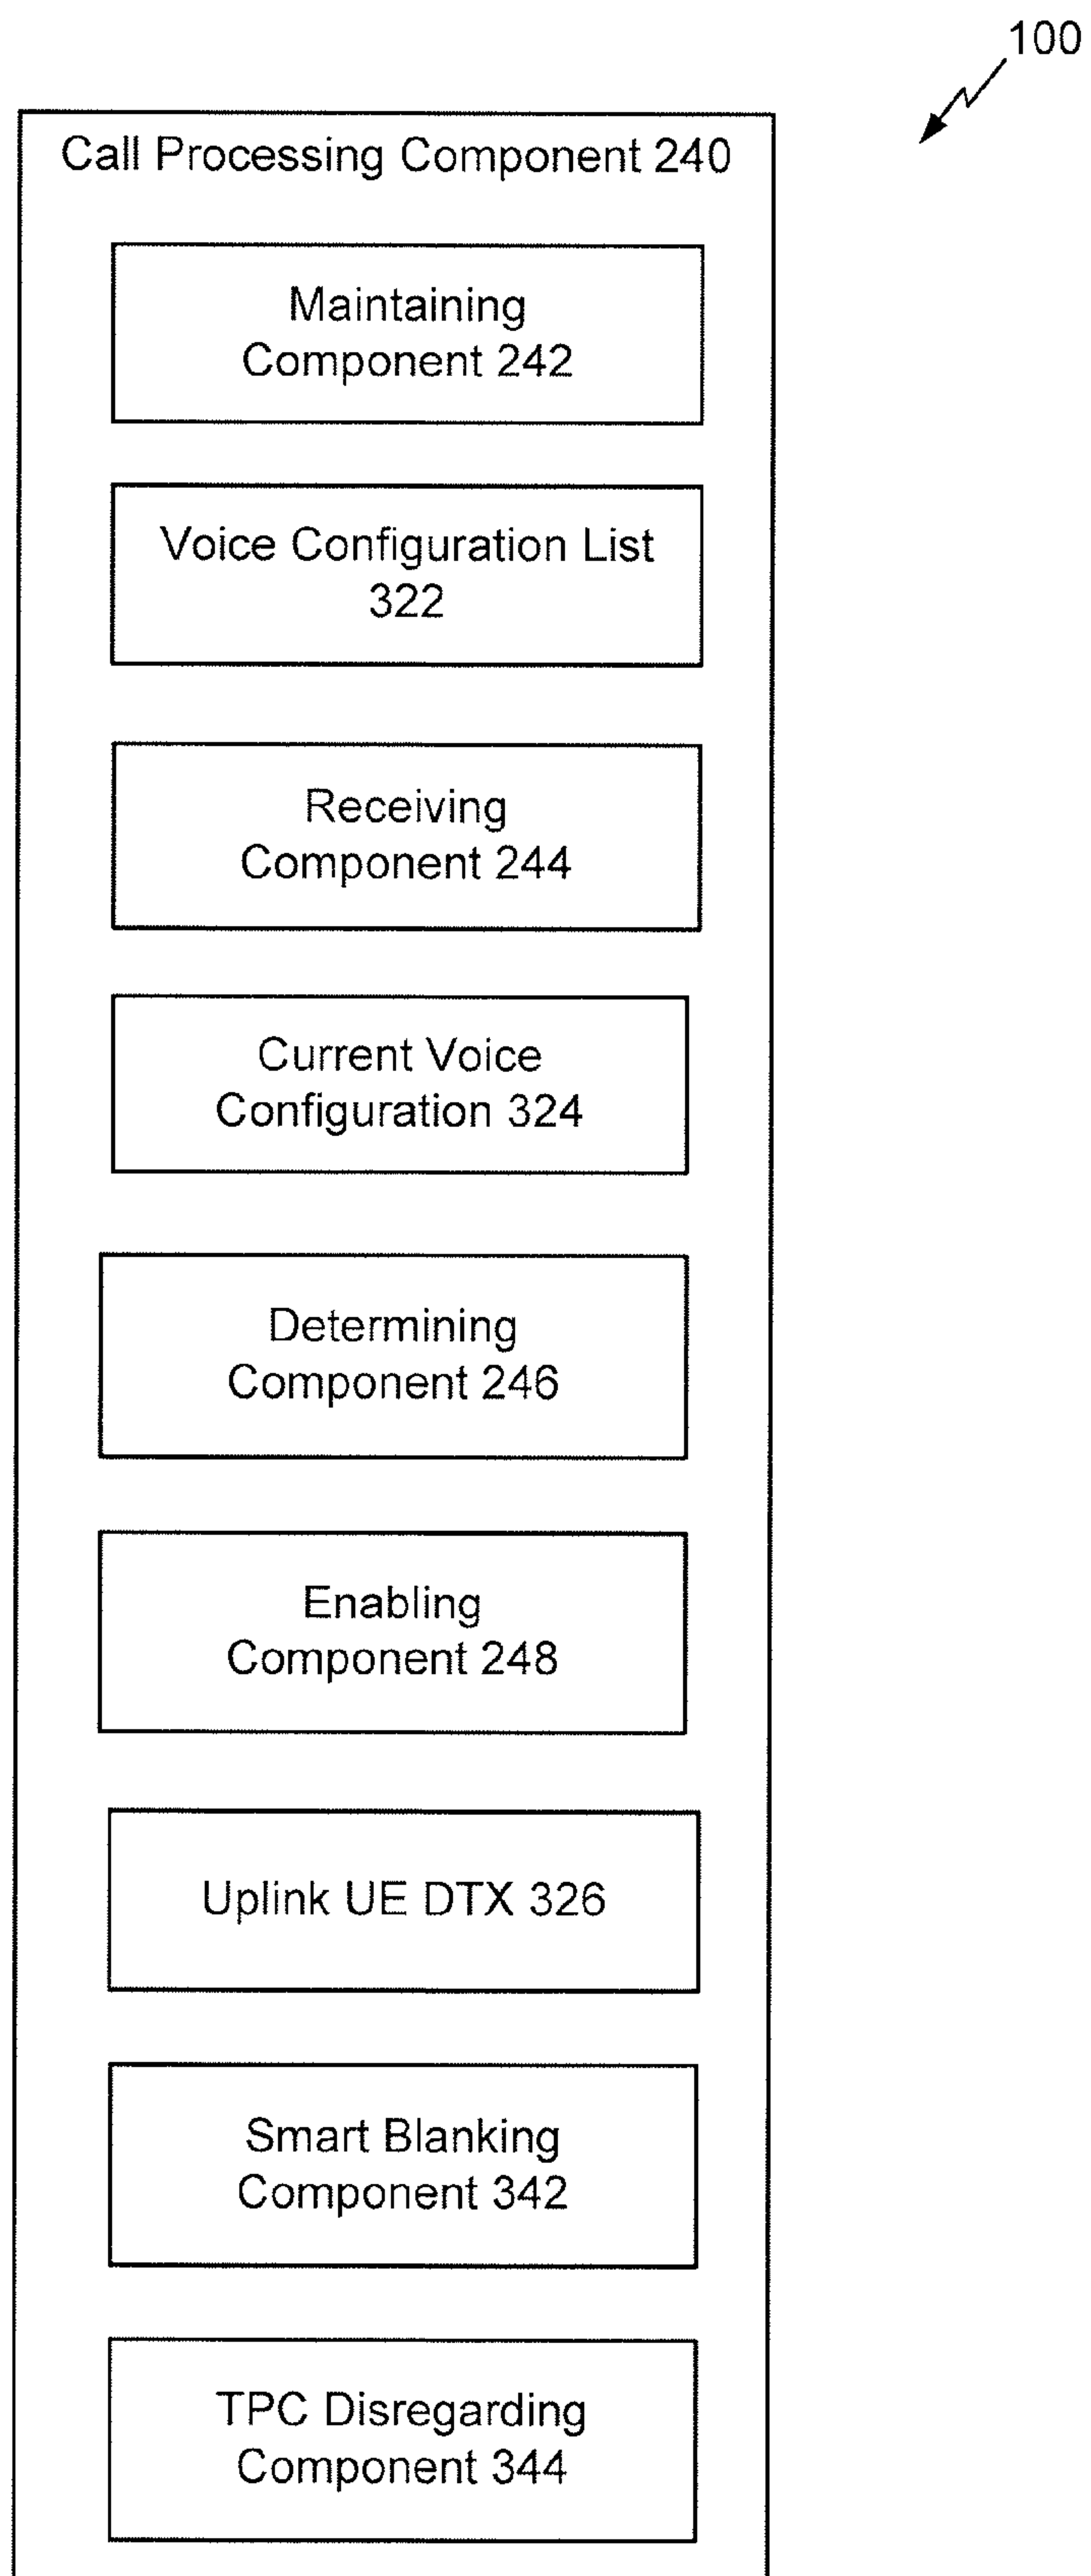 100
Call Processing Component 240
Maintaining
Component 242
Voice Configuration List
322
Receiving
Component 244
Current Voice
Configuration 324
Determining
Component 246
Enabling
Component 248
Uplink UE DTX 326
Smart Blanking
Component 342
TPC Disregarding
Component 344